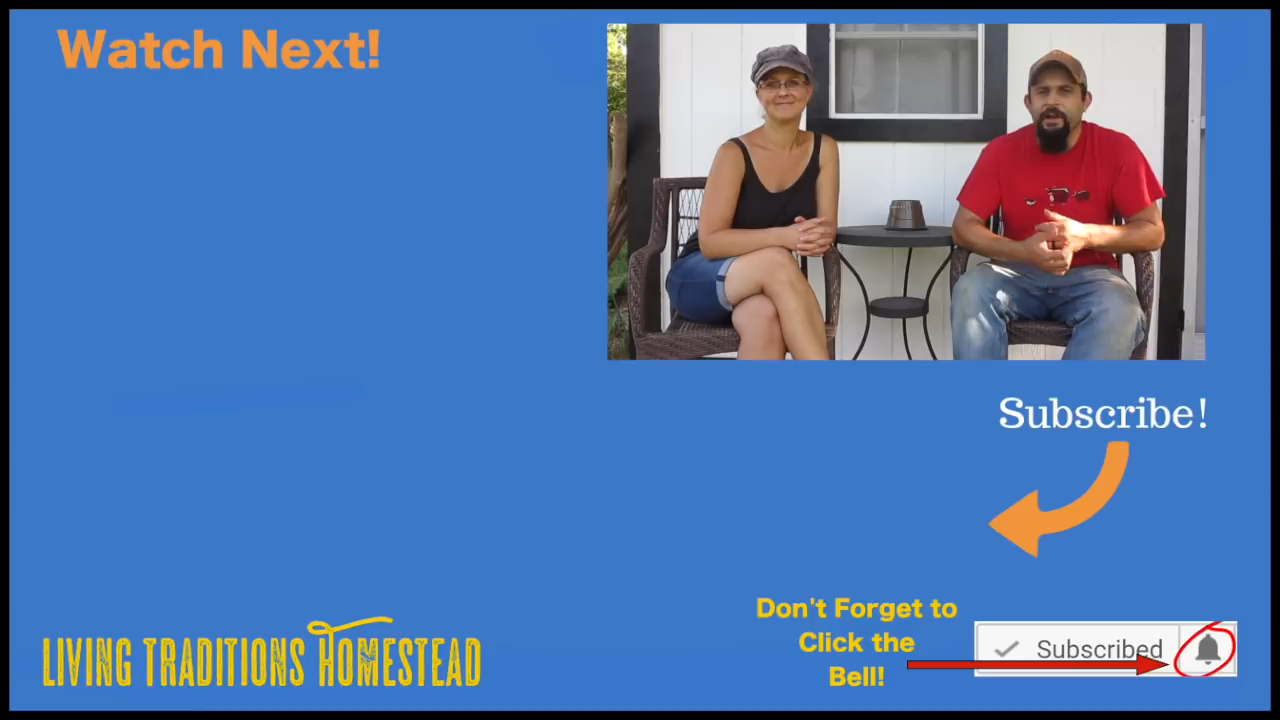 Watch Next!
Subscribe!
Don't Forget to
Click the
Bell!
Subscribed
LIVING TRADITIONS HOMESTEAD